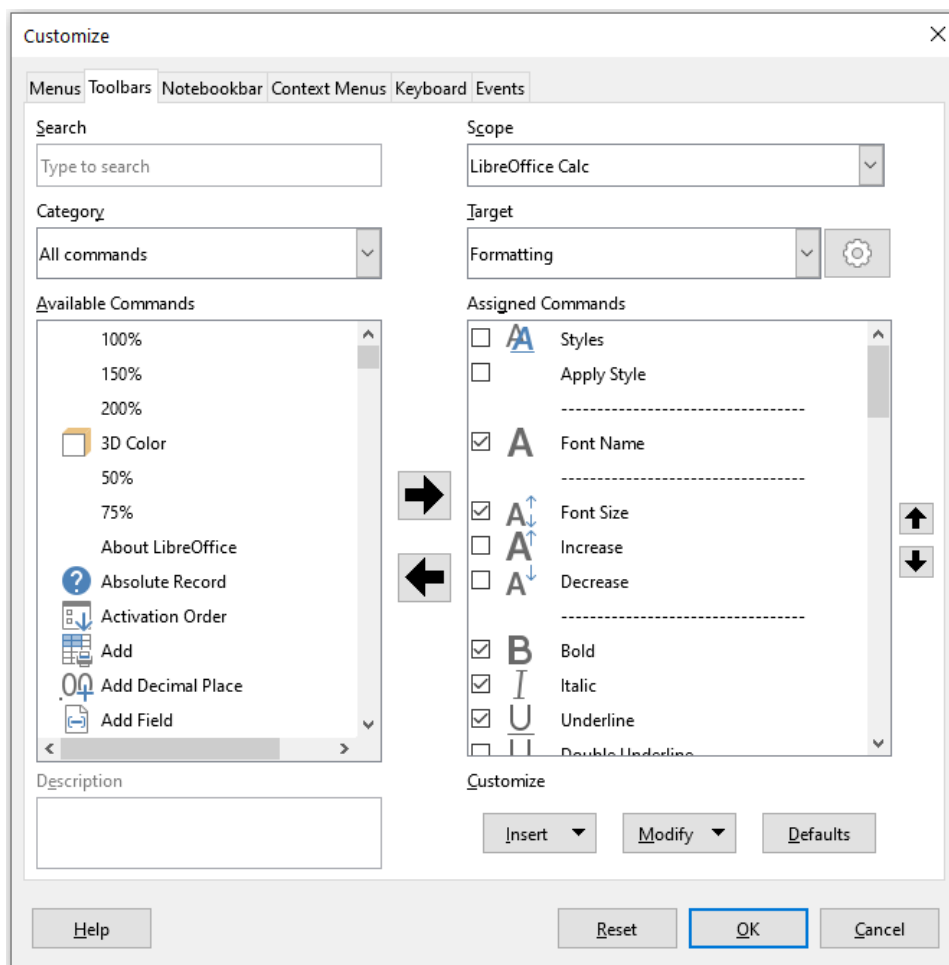 Customize
Menus Toolbars Notebookbar Context Menus Keyboard Events
Search
Type to search
Category
All commands
Available Commands
100%
150%
200%
3D Color
50%
75%
About LibreOffice
Absolute Record
Activation Order
Add
Add Decimal Place
Add Field
Description
Scope
LibreOffice Calc
Target
Formatting
Assigned Commands
Styles
Apply Style
----------------------------------
Font Name
----------------------------------
Font Size
Increase
Decrease
----------------------------------
Bold
Italic
Underline
Double Underline
Customize
Insert Modify Defaults
Help Reset OK Cancel